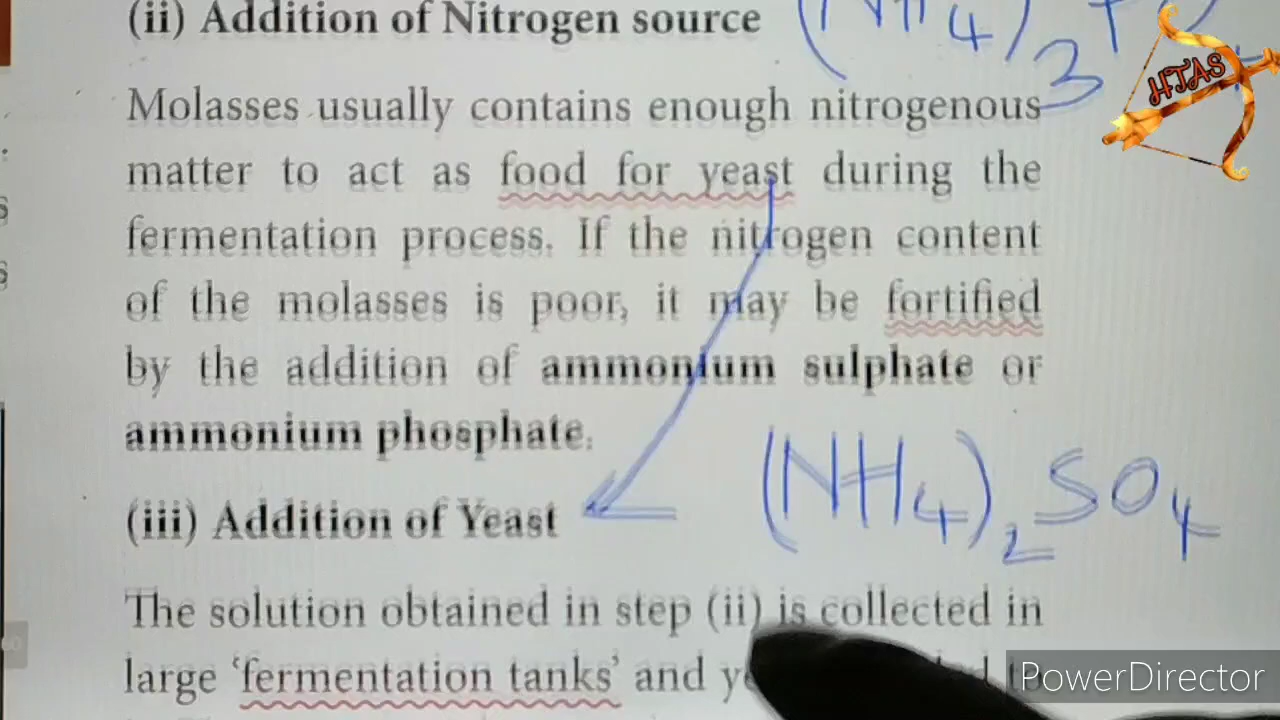 (ii) Addition of Nitrogen source
(NH4)3P
HTAS
Molasses usually contains enough nitrogenous
matter to act as food for yeast during the
fermentation process. If the nitrogen content
of the molasses is poor, it may be fortified
by the addition of ammonium sulphate or
ammonium phosphate.
(NH4)2SO4
(iii) Addition of Yeast
The solution obtained in step (ii) is collected in
large ‘fermentation tanks’ and
PowerDirector